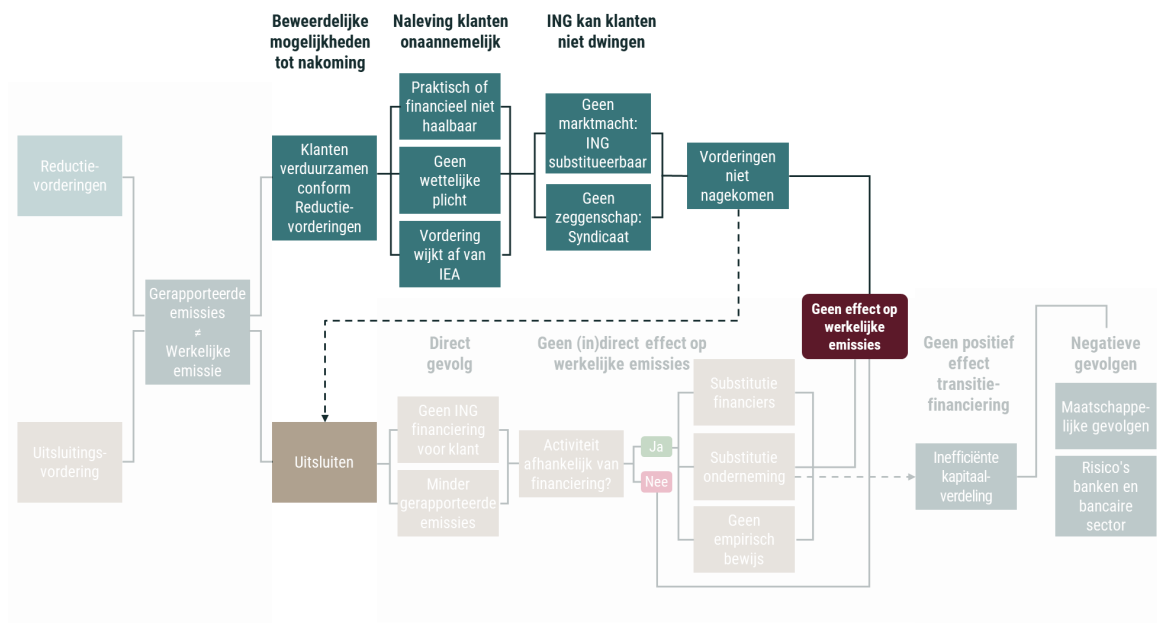 Beweerdelijke
mogelijkheden
tot nakoming
Naleving klanten
onaannemelijk
ING kan klanten
niet dwingen
Reductie-
vorderingen
Uitsluitings-
vordering
Gerapporteerde
emissies
≠
Werkelijke
emissie
Klanten
verduurzamen
conform
Reductie-
vorderingen
Praktisch of
financieel niet
haalbaar
Geen
wettelijke
plicht
Vordering
wijkt af van
IEA
Geen
marktmacht:
ING
substitueerbaar
Geen
zeggenschap:
Syndicaat
Vorderingen
niet
nagekomen
Geen effect op
werkelijke
emissies
Uitsluiten
Direct
gevolg
Geen ING
financiering
voor klant
Minder
gerapporteerde
emissies
Geen (in)direct effect op
werkelijke emissies
Activiteit
afhankelijk van
financiering?
Ja
Nee
Substitutie
financiers
Substitutie
onderneming
Geen
empirisch
bewijs
Geen positief
effect
transitie-
financiering
Inefficiënte
kapitaal-
verdeling
Negatieve
gevolgen
Maatschappe-
lijke gevolgen
Risico's
banken en
bancaire
sector